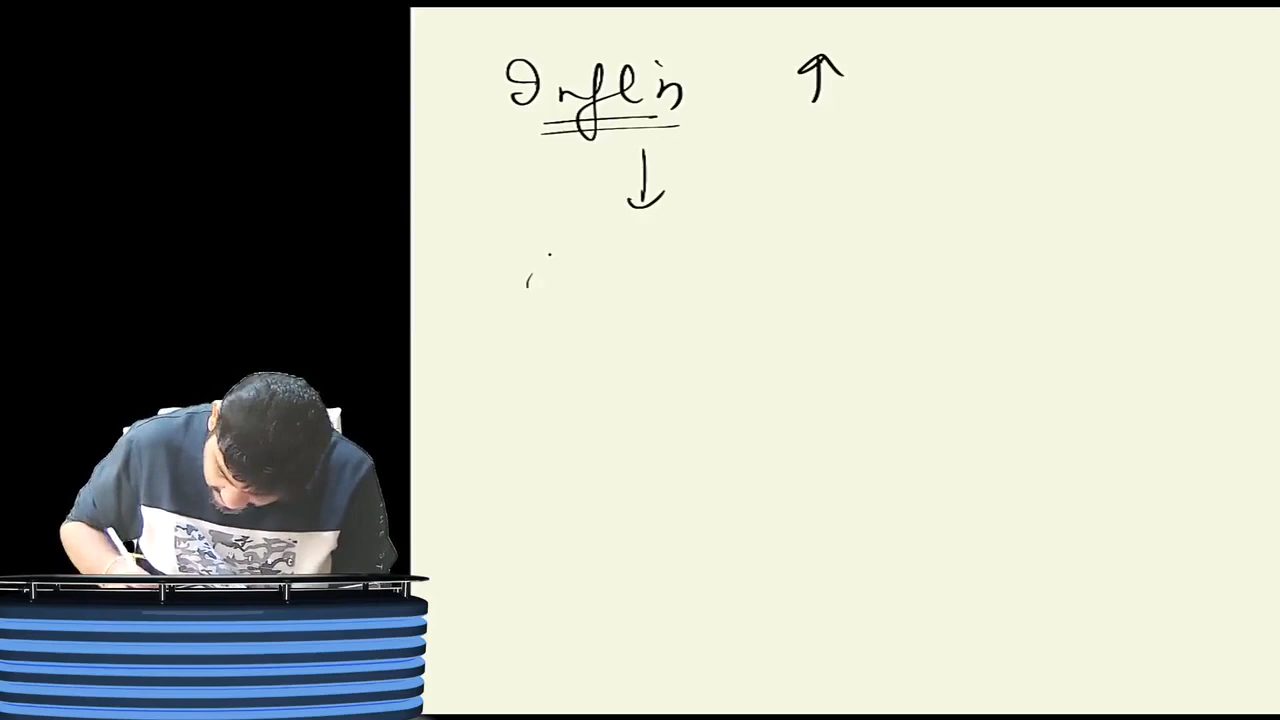 Inflⁿ ↑
↓